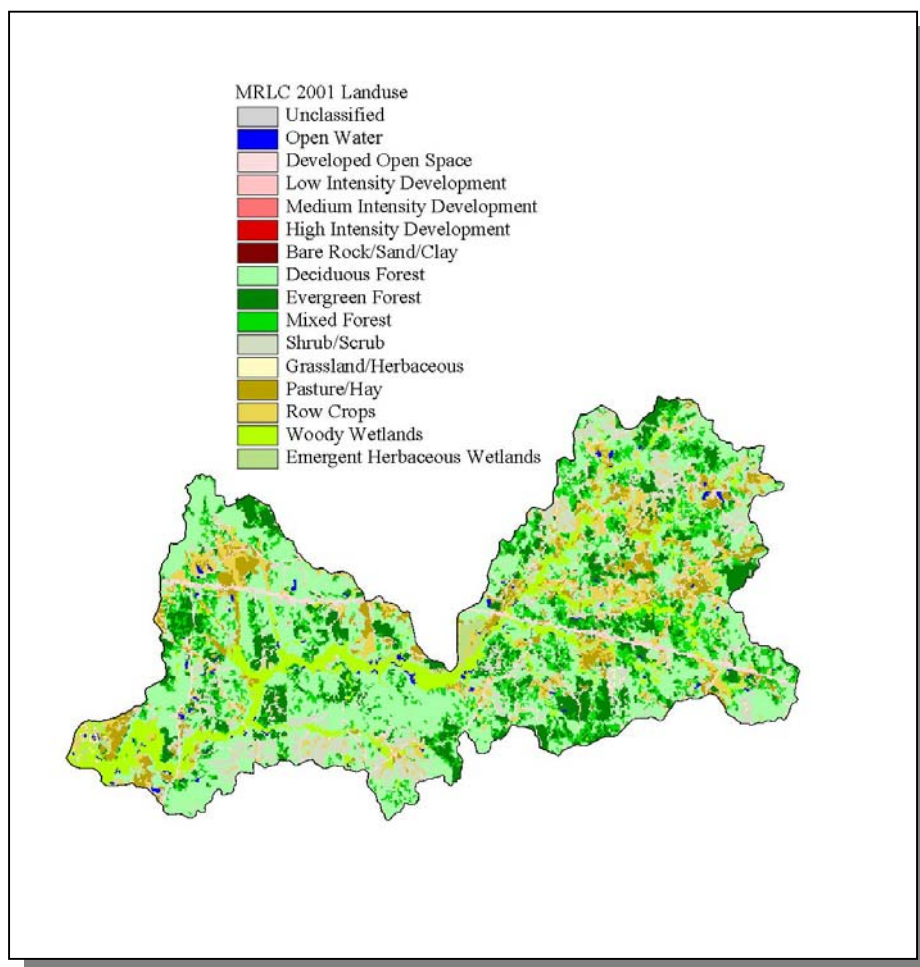 MRLC 2001 Landuse
Unclassified
Open Water
Developed Open Space
Low Intensity Development
Medium Intensity Development
High Intensity Development
Bare Rock/Sand/Clay
Deciduous Forest
Evergreen Forest
Mixed Forest
Shrub/Scrub
Grassland/Herbaceous
Pasture/Hay
Row Crops
Woody Wetlands
Emergent Herbaceous Wetlands